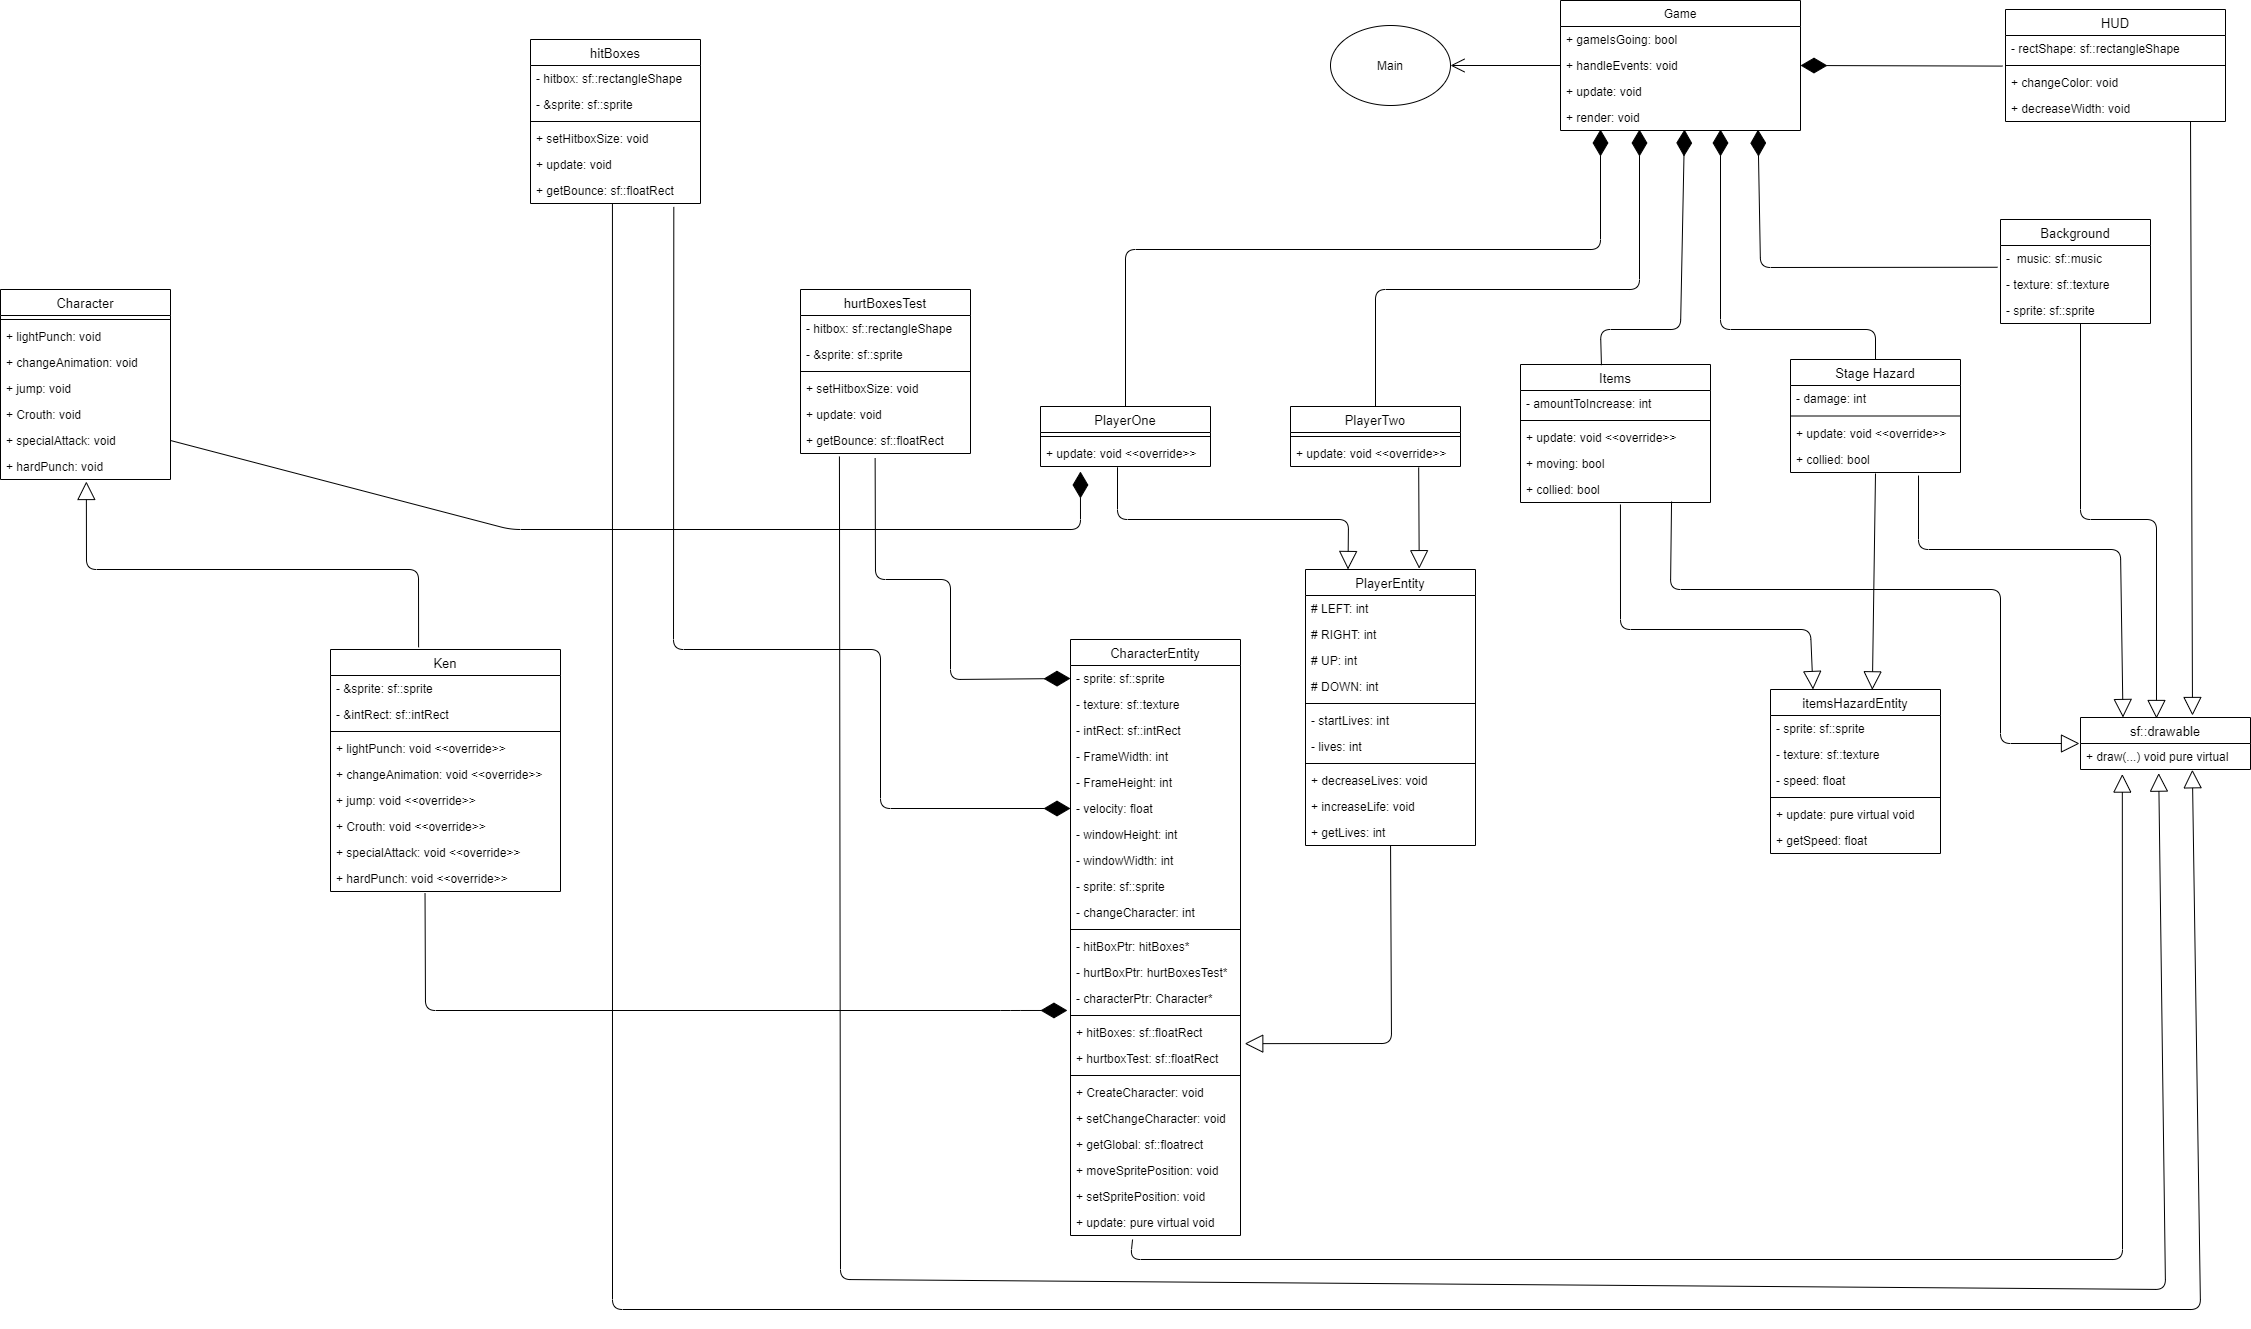 Game
+ gameIsGoing: bool
+ handleEvents: void
+ update: void
+ render: void
Main
HUD
- rectShape: sf::rectangleShape
+ changeColor: void
+ decreaseWidth: void
hitBoxes
- hitbox: sf::rectangleShape
- &sprite: sf::sprite
+ setHitboxSize: void
+ update: void
+ getBounce: sf::floatRect
Background
-  music: sf::music
- texture: sf::texture
- sprite: sf::sprite
Character
+ lightPunch: void
+ changeAnimation: void
+ jump: void
+ Crouth: void
+ specialAttack: void
+ hardPunch: void
hurtBoxesTest
- hitbox: sf::rectangleShape
- &sprite: sf::sprite
+ setHitboxSize: void
+ update: void
+ getBounce: sf::floatRect
PlayerOne
+ update: void <<override>>
PlayerTwo
+ update: void <<override>>
Items
- amountToIncrease: int
+ update: void <<override>>
+ moving: bool
+ collied: bool
Stage Hazard
- damage: int
+ update: void <<override>>
+ collied: bool
PlayerEntity
# LEFT: int
# RIGHT: int
# UP: int
# DOWN: int
- startLives: int
- lives: int
+ decreaseLives: void
+ increaseLife: void
+ getLives: int
Ken
- &sprite: sf::sprite
- &intRect: sf::intRect
+ lightPunch: void <<override>>
+ changeAnimation: void <<override>>
+ jump: void <<override>>
+ Crouth: void <<override>>
+ specialAttack: void <<override>>
+ hardPunch: void <<override>>
CharacterEntity
- sprite: sf::sprite
- texture: sf::texture
- intRect: sf::intRect
- FrameWidth: int
- FrameHeight: int
- velocity: float
- windowHeight: int
- windowWidth: int
- sprite: sf::sprite
- changeCharacter: int
- hitBoxPtr: hitBoxes*
- hurtBoxPtr: hurtBoxesTest*
- characterPtr: Character*
+ hitBoxes: sf::floatRect
+ hurtboxTest: sf::floatRect
+ CreateCharacter: void
+ setChangeCharacter: void
+ getGlobal: sf::floatrect
+ moveSpritePosition: void
+ setSpritePosition: void
+ update: pure virtual void
itemsHazardEntity
- sprite: sf::sprite
- texture: sf::texture
- speed: float
+ update: pure virtual void
+ getSpeed: float
sf::drawable
+ draw(...) void pure virtual